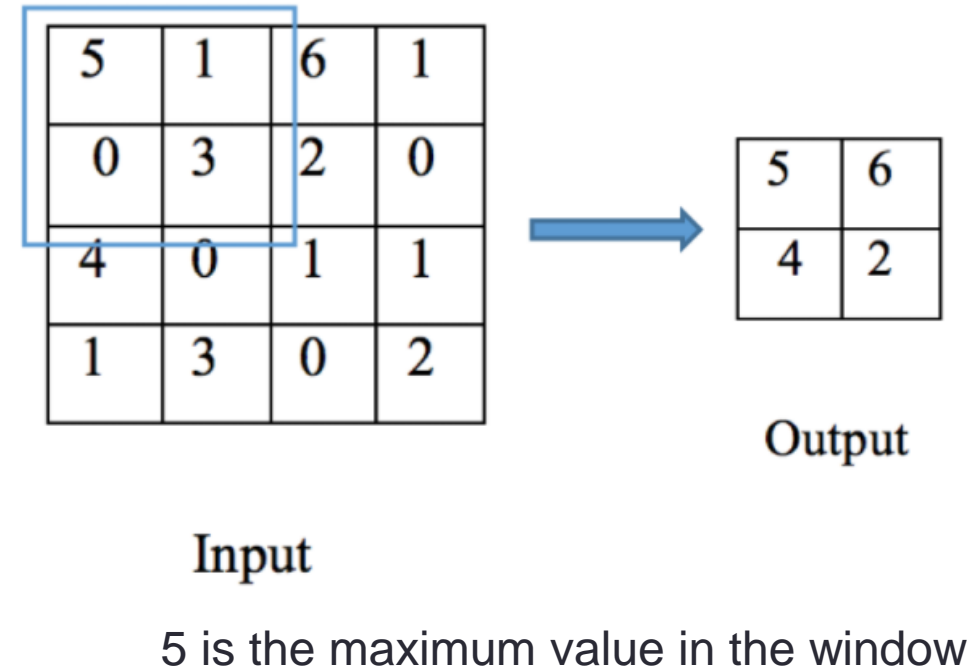 5 1 6 1
0 3 2 0
4 0 1 1
1 3 0 2
Input
5 6
4 2
Output
5 is the maximum value in the window